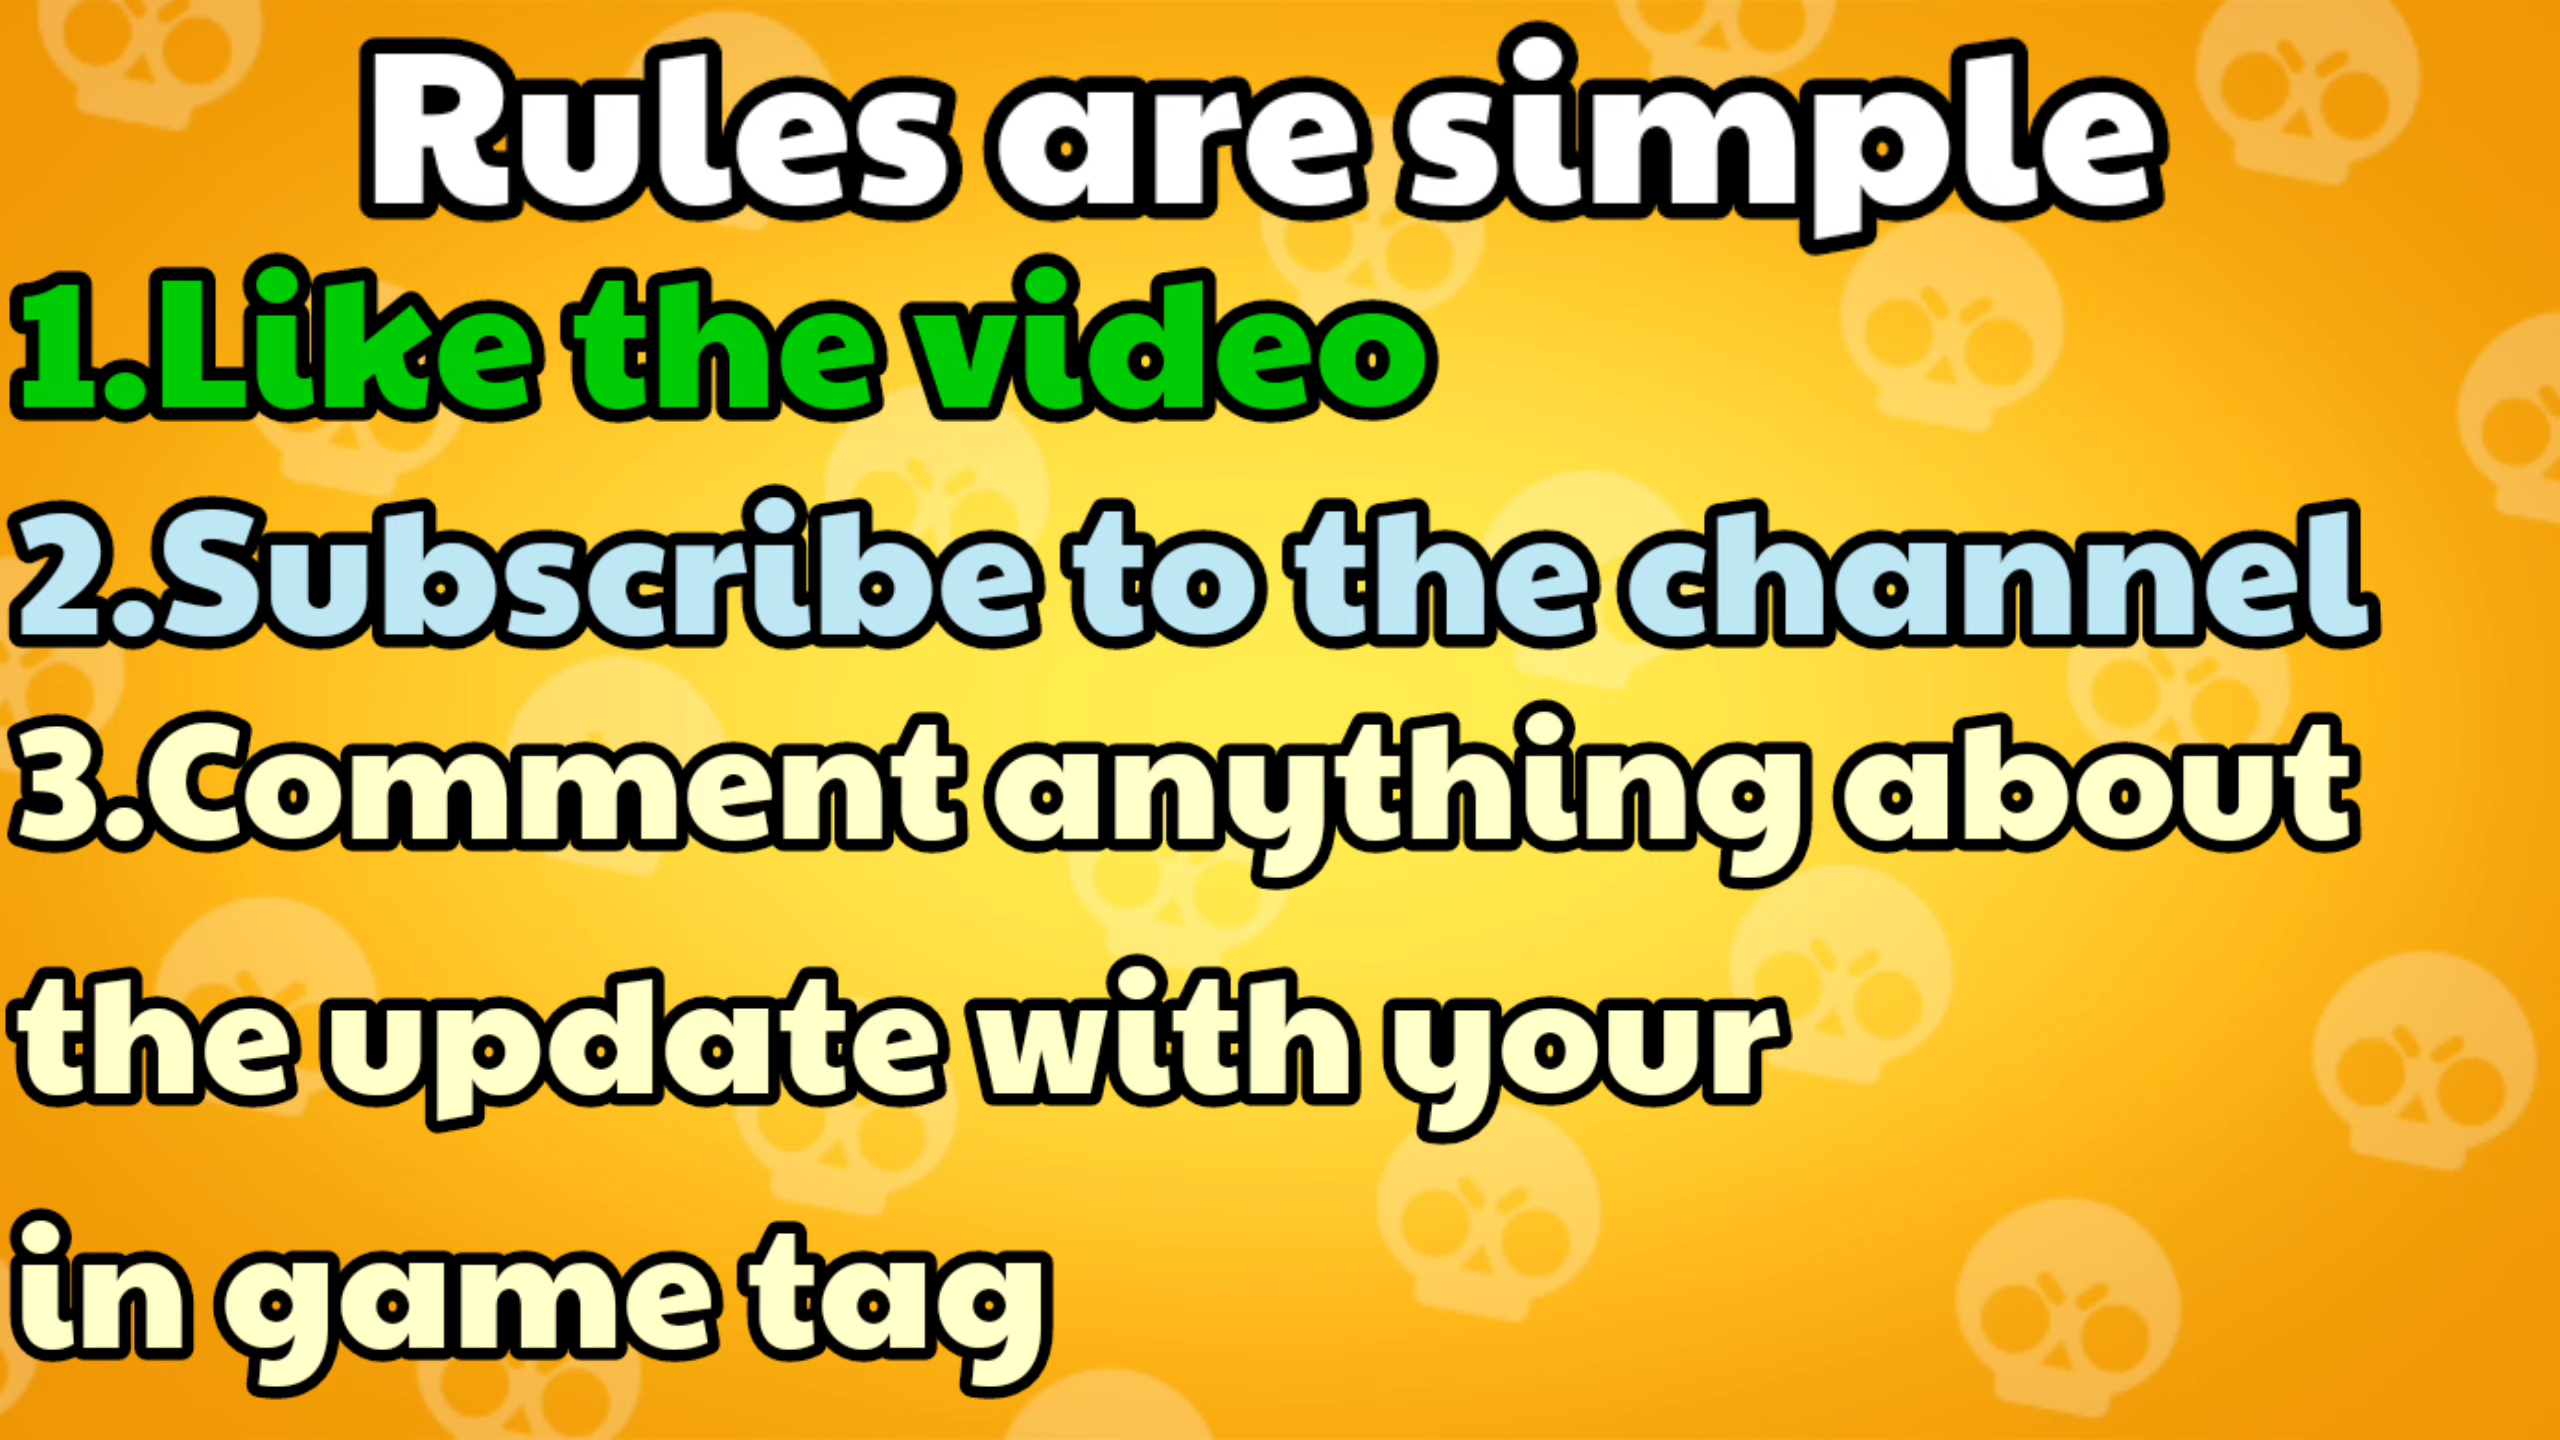 Rules are simple
1.Like the video
2.Subscribe to the channel
3.Comment anything about
the update with your
in game tag